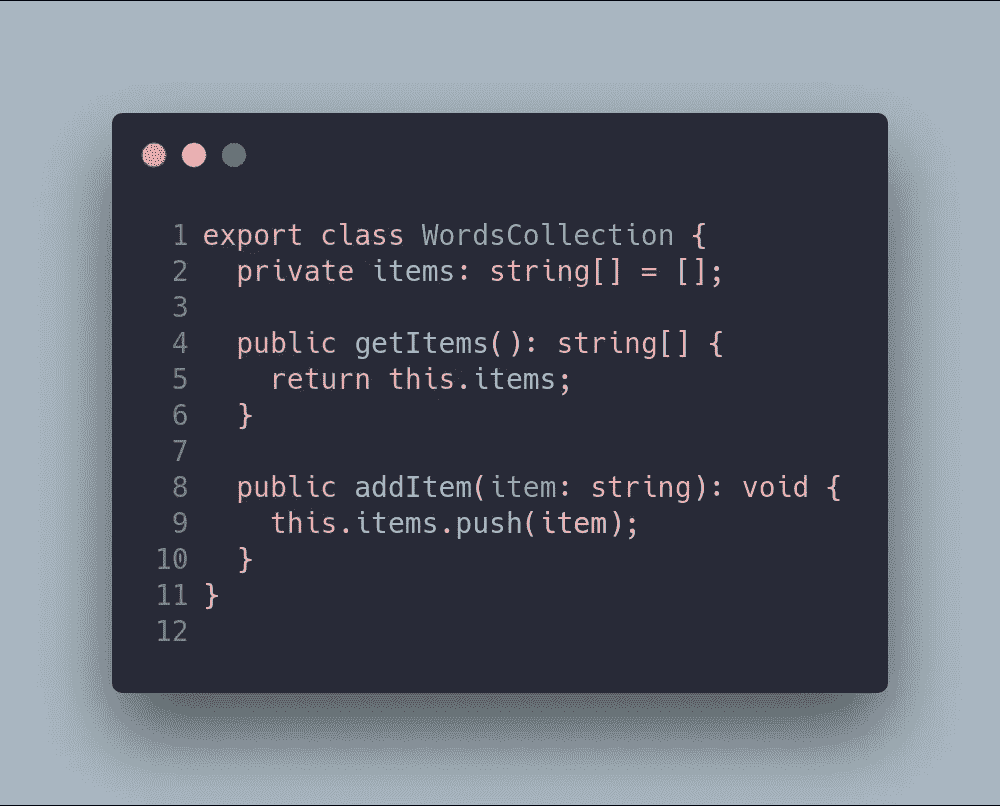 1 export class WordsCollection {
2   private items: string[] = [];
3
4   public getItems(): string[] {
5     return this.items;
6   }
7
8   public addItem(item: string): void {
9     this.items.push(item);
10   }
11 }
12